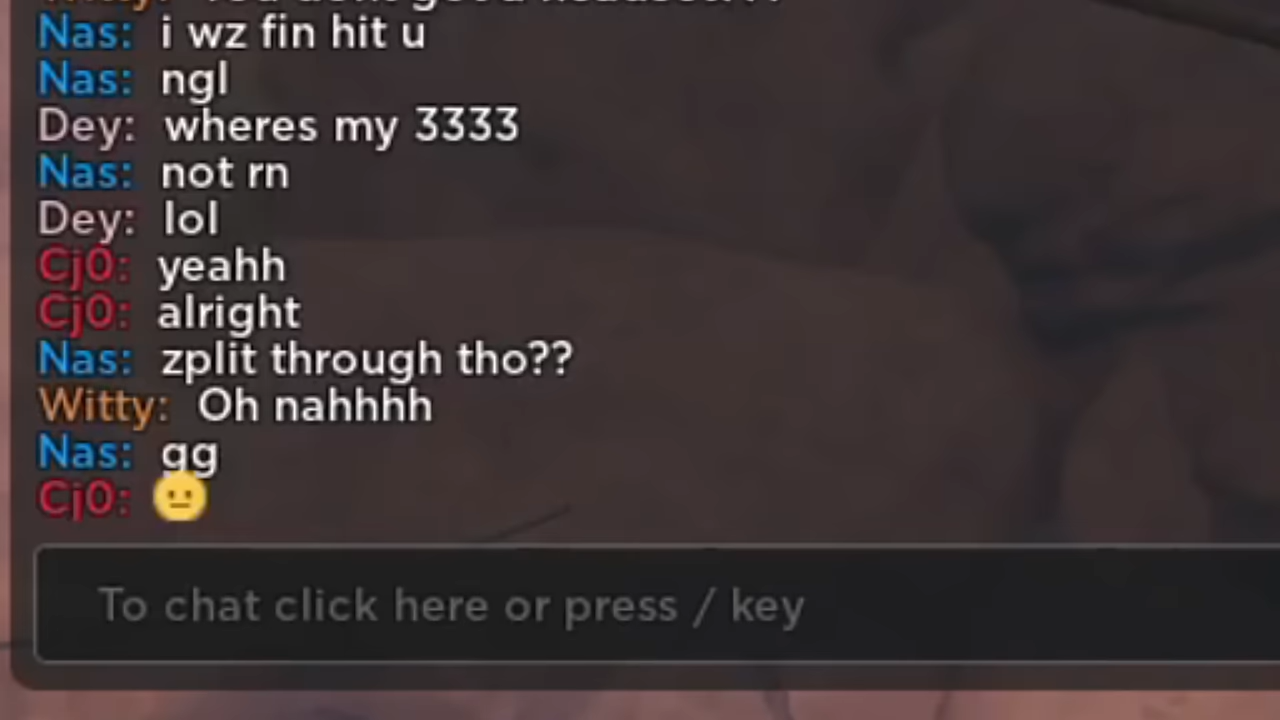 Nas: i wz fin hit u
Nas: ngl
Dey: wheres my 3333
Nas: not rn
Dey: lol
Cj0: yeahh
Cj0: alright
Nas: zplit through tho??
Witty: Oh nahhhh
Nas: gg
Cj0: 😐
To chat click here or press / key